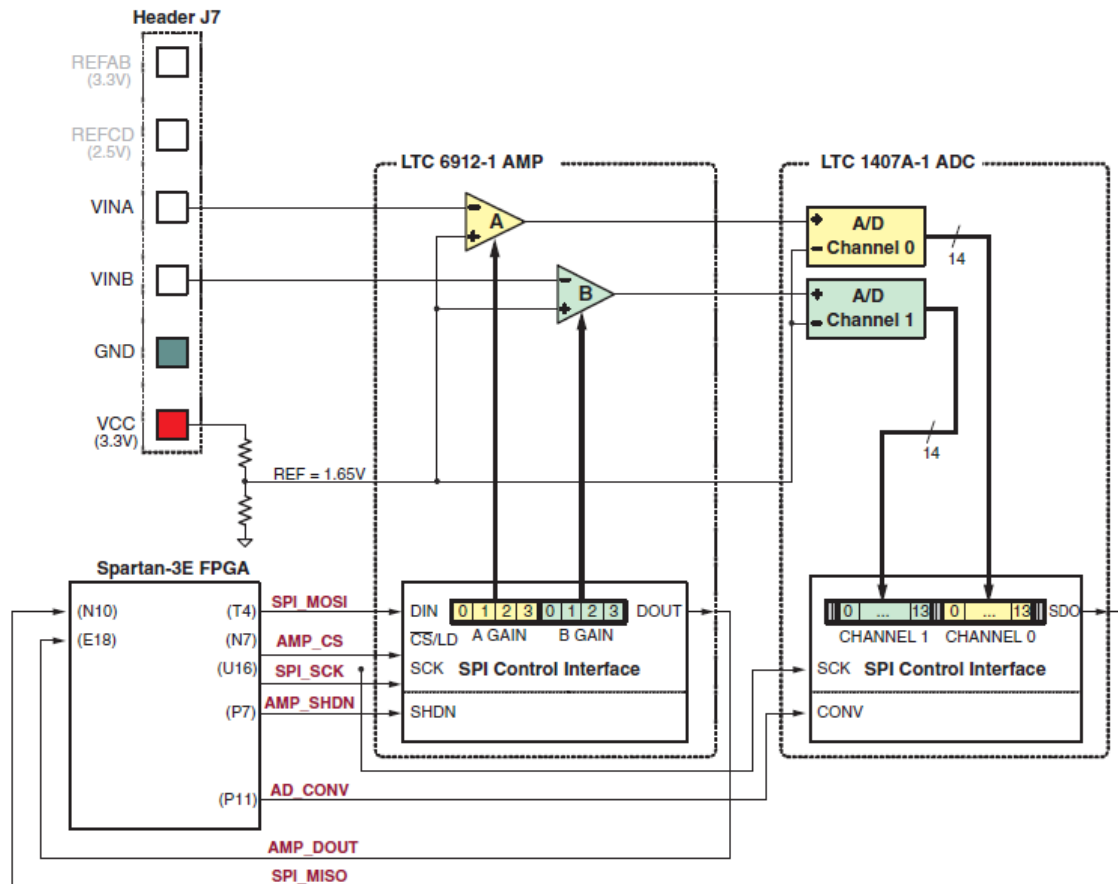 Header J7
REFAB
(3.3V)
REFCD
(2.5V)
VINA
VINB
GND
VCC
(3.3V)
REF = 1.65V
LTC 6912-1 AMP
A
B
LTC 1407A-1 ADC
A/D
Channel 0
14
A/D
Channel 1
14
Spartan-3E FPGA
(N10)
(E18)
(T4)
(N7)
(U16)
(P7)
(P11)
SPI_MOSI
AMP_CS
SPI_SCK
AMP_SHDN
AD_CONV
AMP_DOUT
SPI_MISO
DIN
0 1 2 3 0 1 2 3
DOUT
A GAIN B GAIN
CS/LD
SCK
SPI Control Interface
SHDN
0 ... 13 0 ... 13
SDO
CHANNEL 1 CHANNEL 0
SCK
SPI Control Interface
CONV